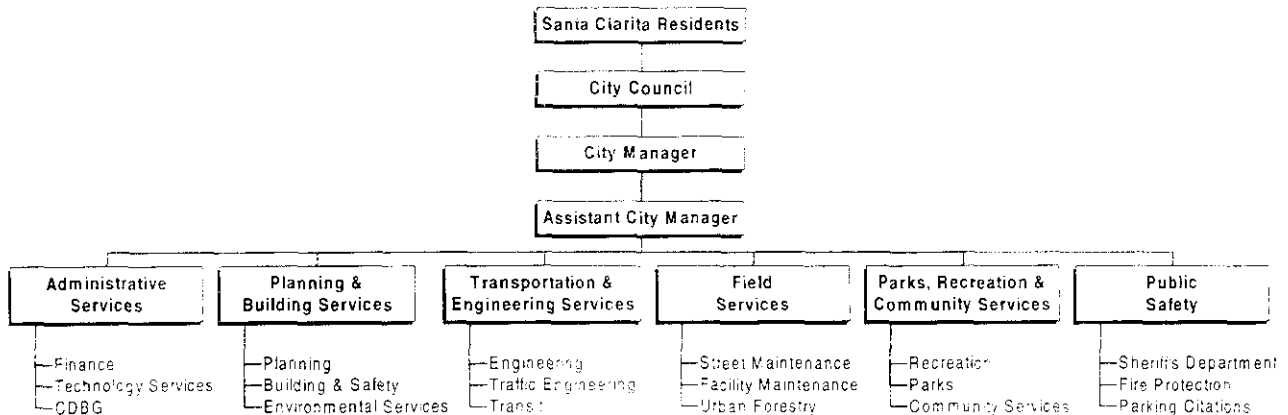 Santa Clarita Residents
City Council
City Manager
Assistant City Manager
Administrative
Services
Finance
Technology Services
CDBG
Planning &
Building Services
Planning
Building & Safety
Environmental Services
Transportation &
Engineering Services
Engineering
Traffic Engineering
Transit
Field
Services
Street Maintenance
Facility Maintenance
Urban Forestry
Parks, Recreation &
Community Services
Recreation
Parks
Community Services
Public
Safety
Sheriff's Department
Fire Protection
Parking Citations